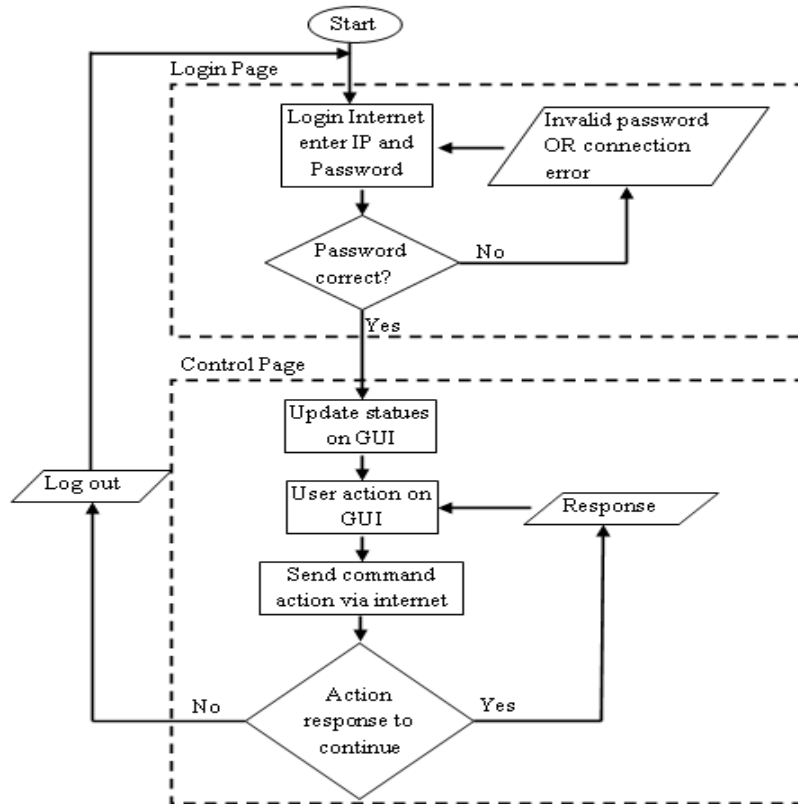 Start
Login Page
Login Internet
enter IP and
Password
Invalid password
OR connection
error
Password
correct?
No
Yes
Control Page
Update statues
on GUI
Log out
User action on
GUI
Response
Send command
action via internet
No
Action
response to
continue
Yes